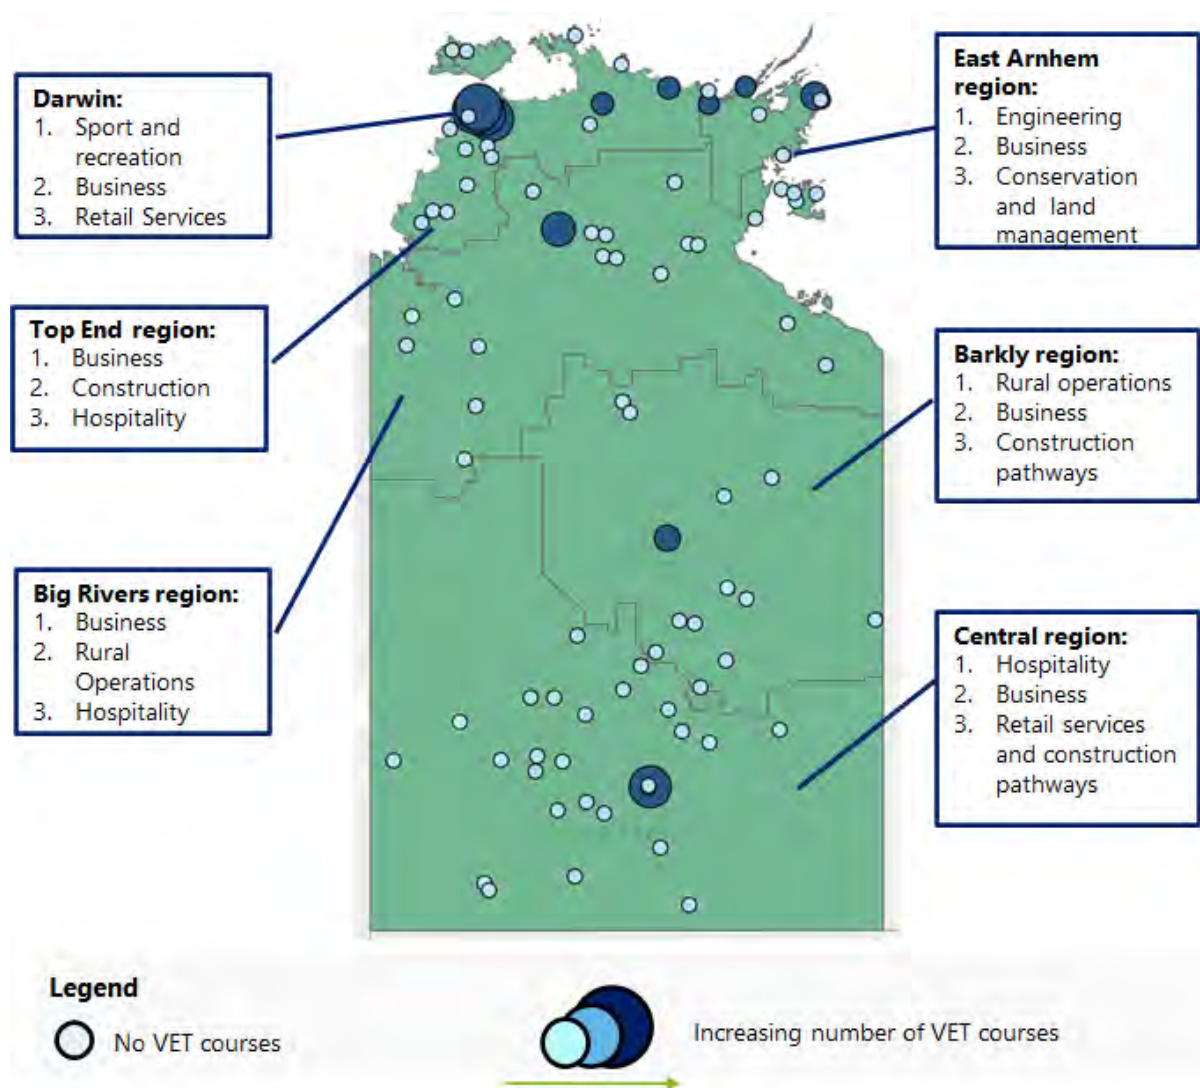 Darwin:
1. Sport and
recreation
2. Business
3. Retail Services
Top End region:
1. Business
2. Construction
3. Hospitality
Big Rivers region:
1. Business
2. Rural
Operations
3. Hospitality
East Arnhem
region:
1. Engineering
2. Business
3. Conservation
and land
management
Barkly region:
1. Rural operations
2. Business
3. Construction
pathways
Central region:
1. Hospitality
2. Business
3. Retail services
and construction
pathways
Legend
No VET courses
Increasing number of VET courses